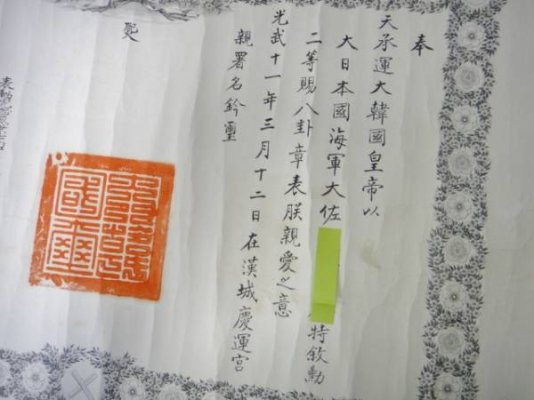 奉
天承運大韓國皇帝以
大日本國海軍大佐 特敍勳
二等賜八卦章表朕親愛之意
光武十一年三月十二日在漢城慶運宮
親署名鈐璽